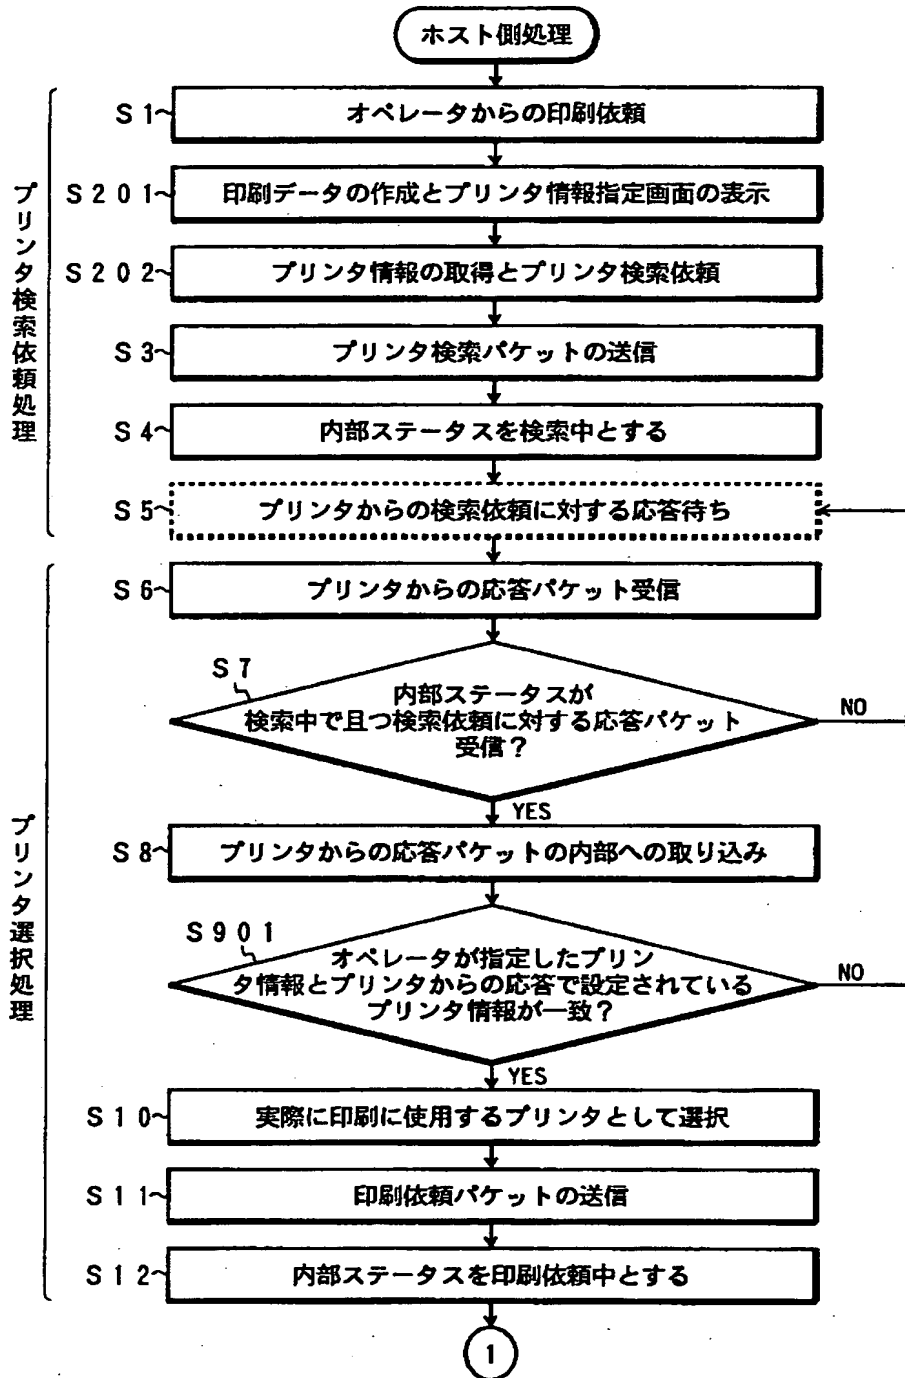 ホスト側処理
プリンタ検索依頼処理
S1
オペレータからの印刷依頼
S201
印刷データの作成とプリンタ情報指定画面の表示
S202
プリンタ情報の取得とプリンタ検索依頼
S3
プリンタ検索パケットの送信
S4
内部ステータスを検索中とする
S5
プリンタからの検索依頼に対する応答待ち
プリンタ選択処理
S6
プリンタからの応答パケット受信
S7
内部ステータスが
検索中で且つ検索依頼に対する応答パケット
受信?
NO
YES
S8
プリンタからの応答パケットの内部への取り込み
S901
オペレータが指定したプリン
タ情報とプリンタからの応答で設定されている
プリンタ情報が一致?
NO
YES
S10
実際に印刷に使用するプリンタとして選択
S11
印刷依頼パケットの送信
S12
内部ステータスを印刷依頼中とする
1